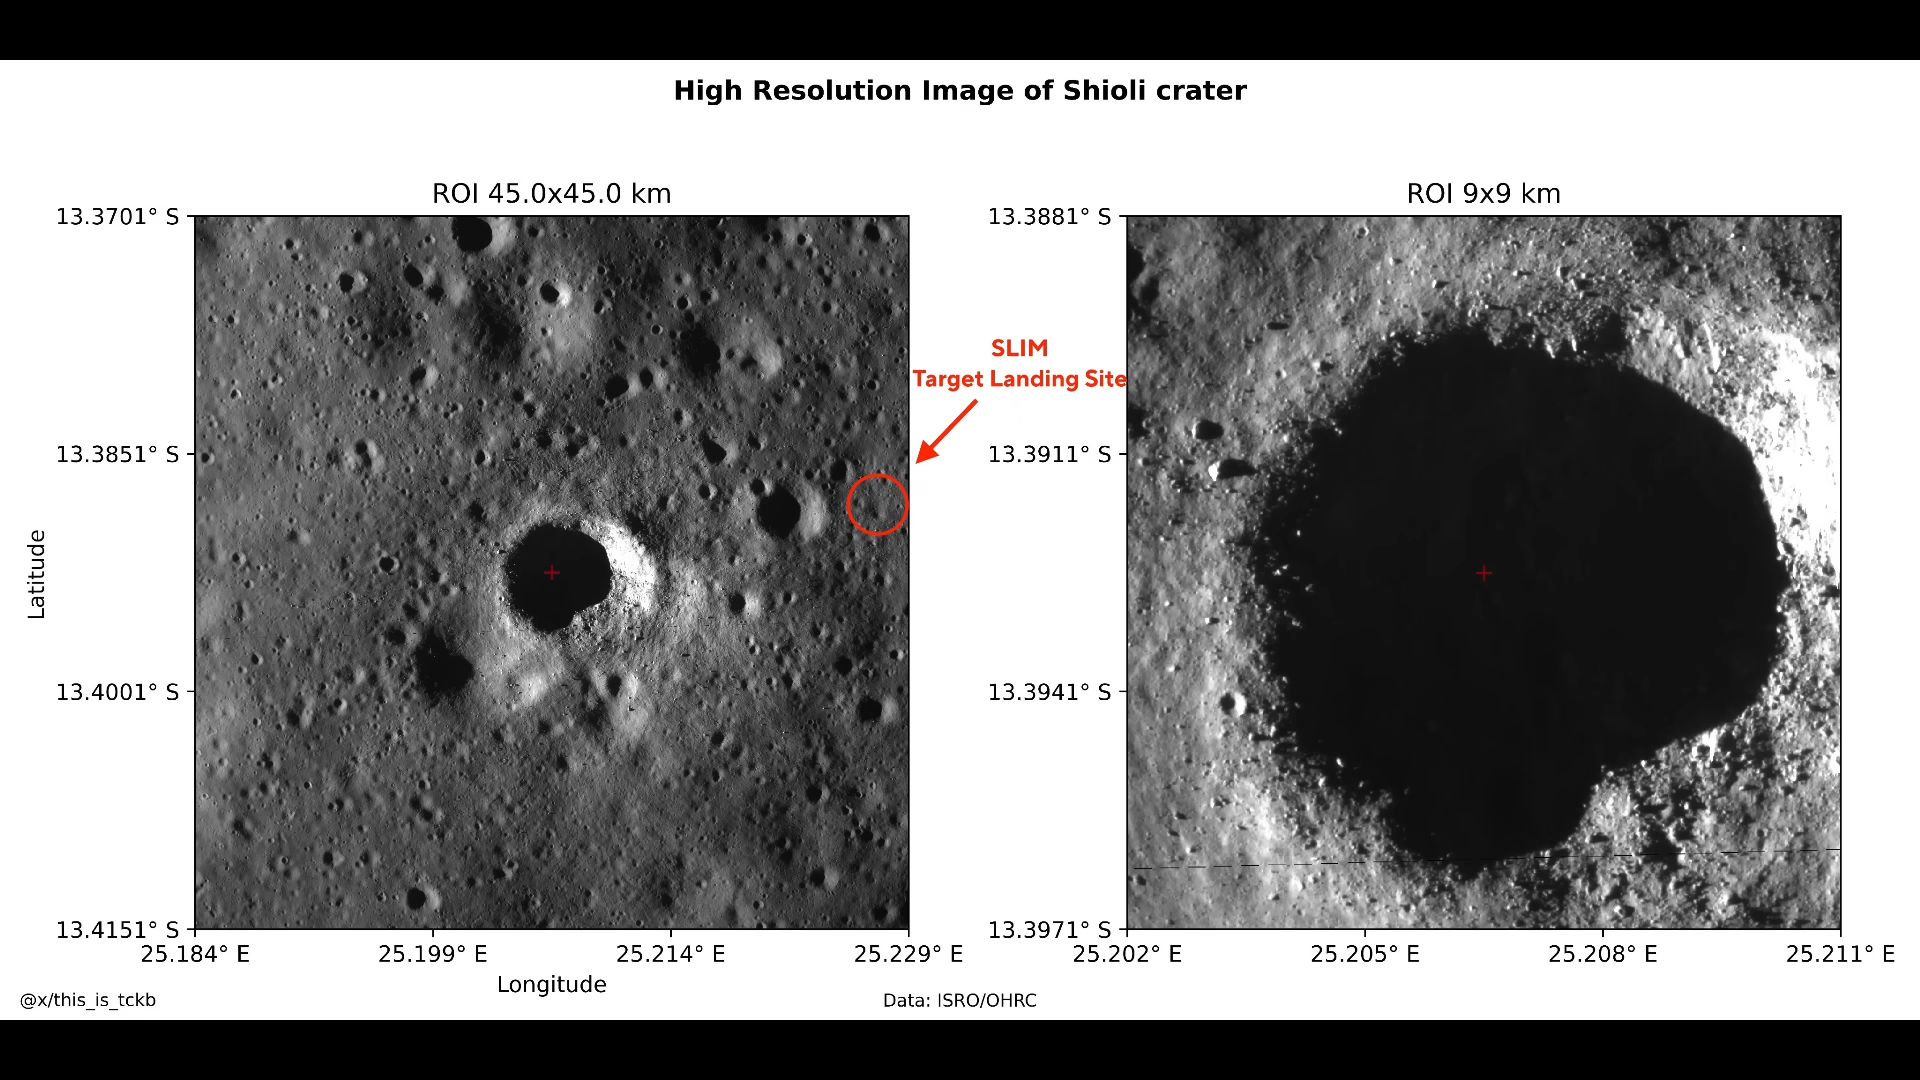 High Resolution Image of Shioli crater
ROI 45.0x45.0 km
13.3701° S
13.3851° S
13.4001° S
13.4151° S
Latitude
25.184° E
25.199° E
25.214° E
25.229° E
Longitude
SLIM
Target Landing Site
ROI 9x9 km
13.3881° S
13.3911° S
13.3941° S
13.3971° S
25.202° E
25.205° E
25.208° E
25.211° E
@x/this_is_tckb
Data: ISRO/OHRC